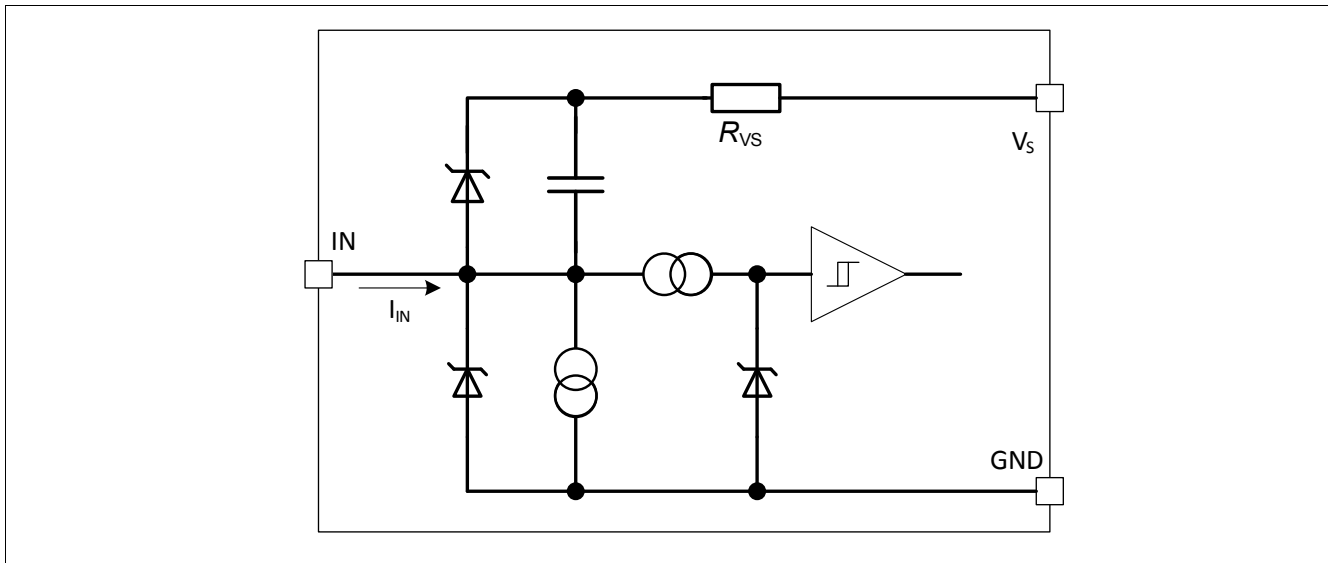 R_VS
V_S
IN
I_IN
GND